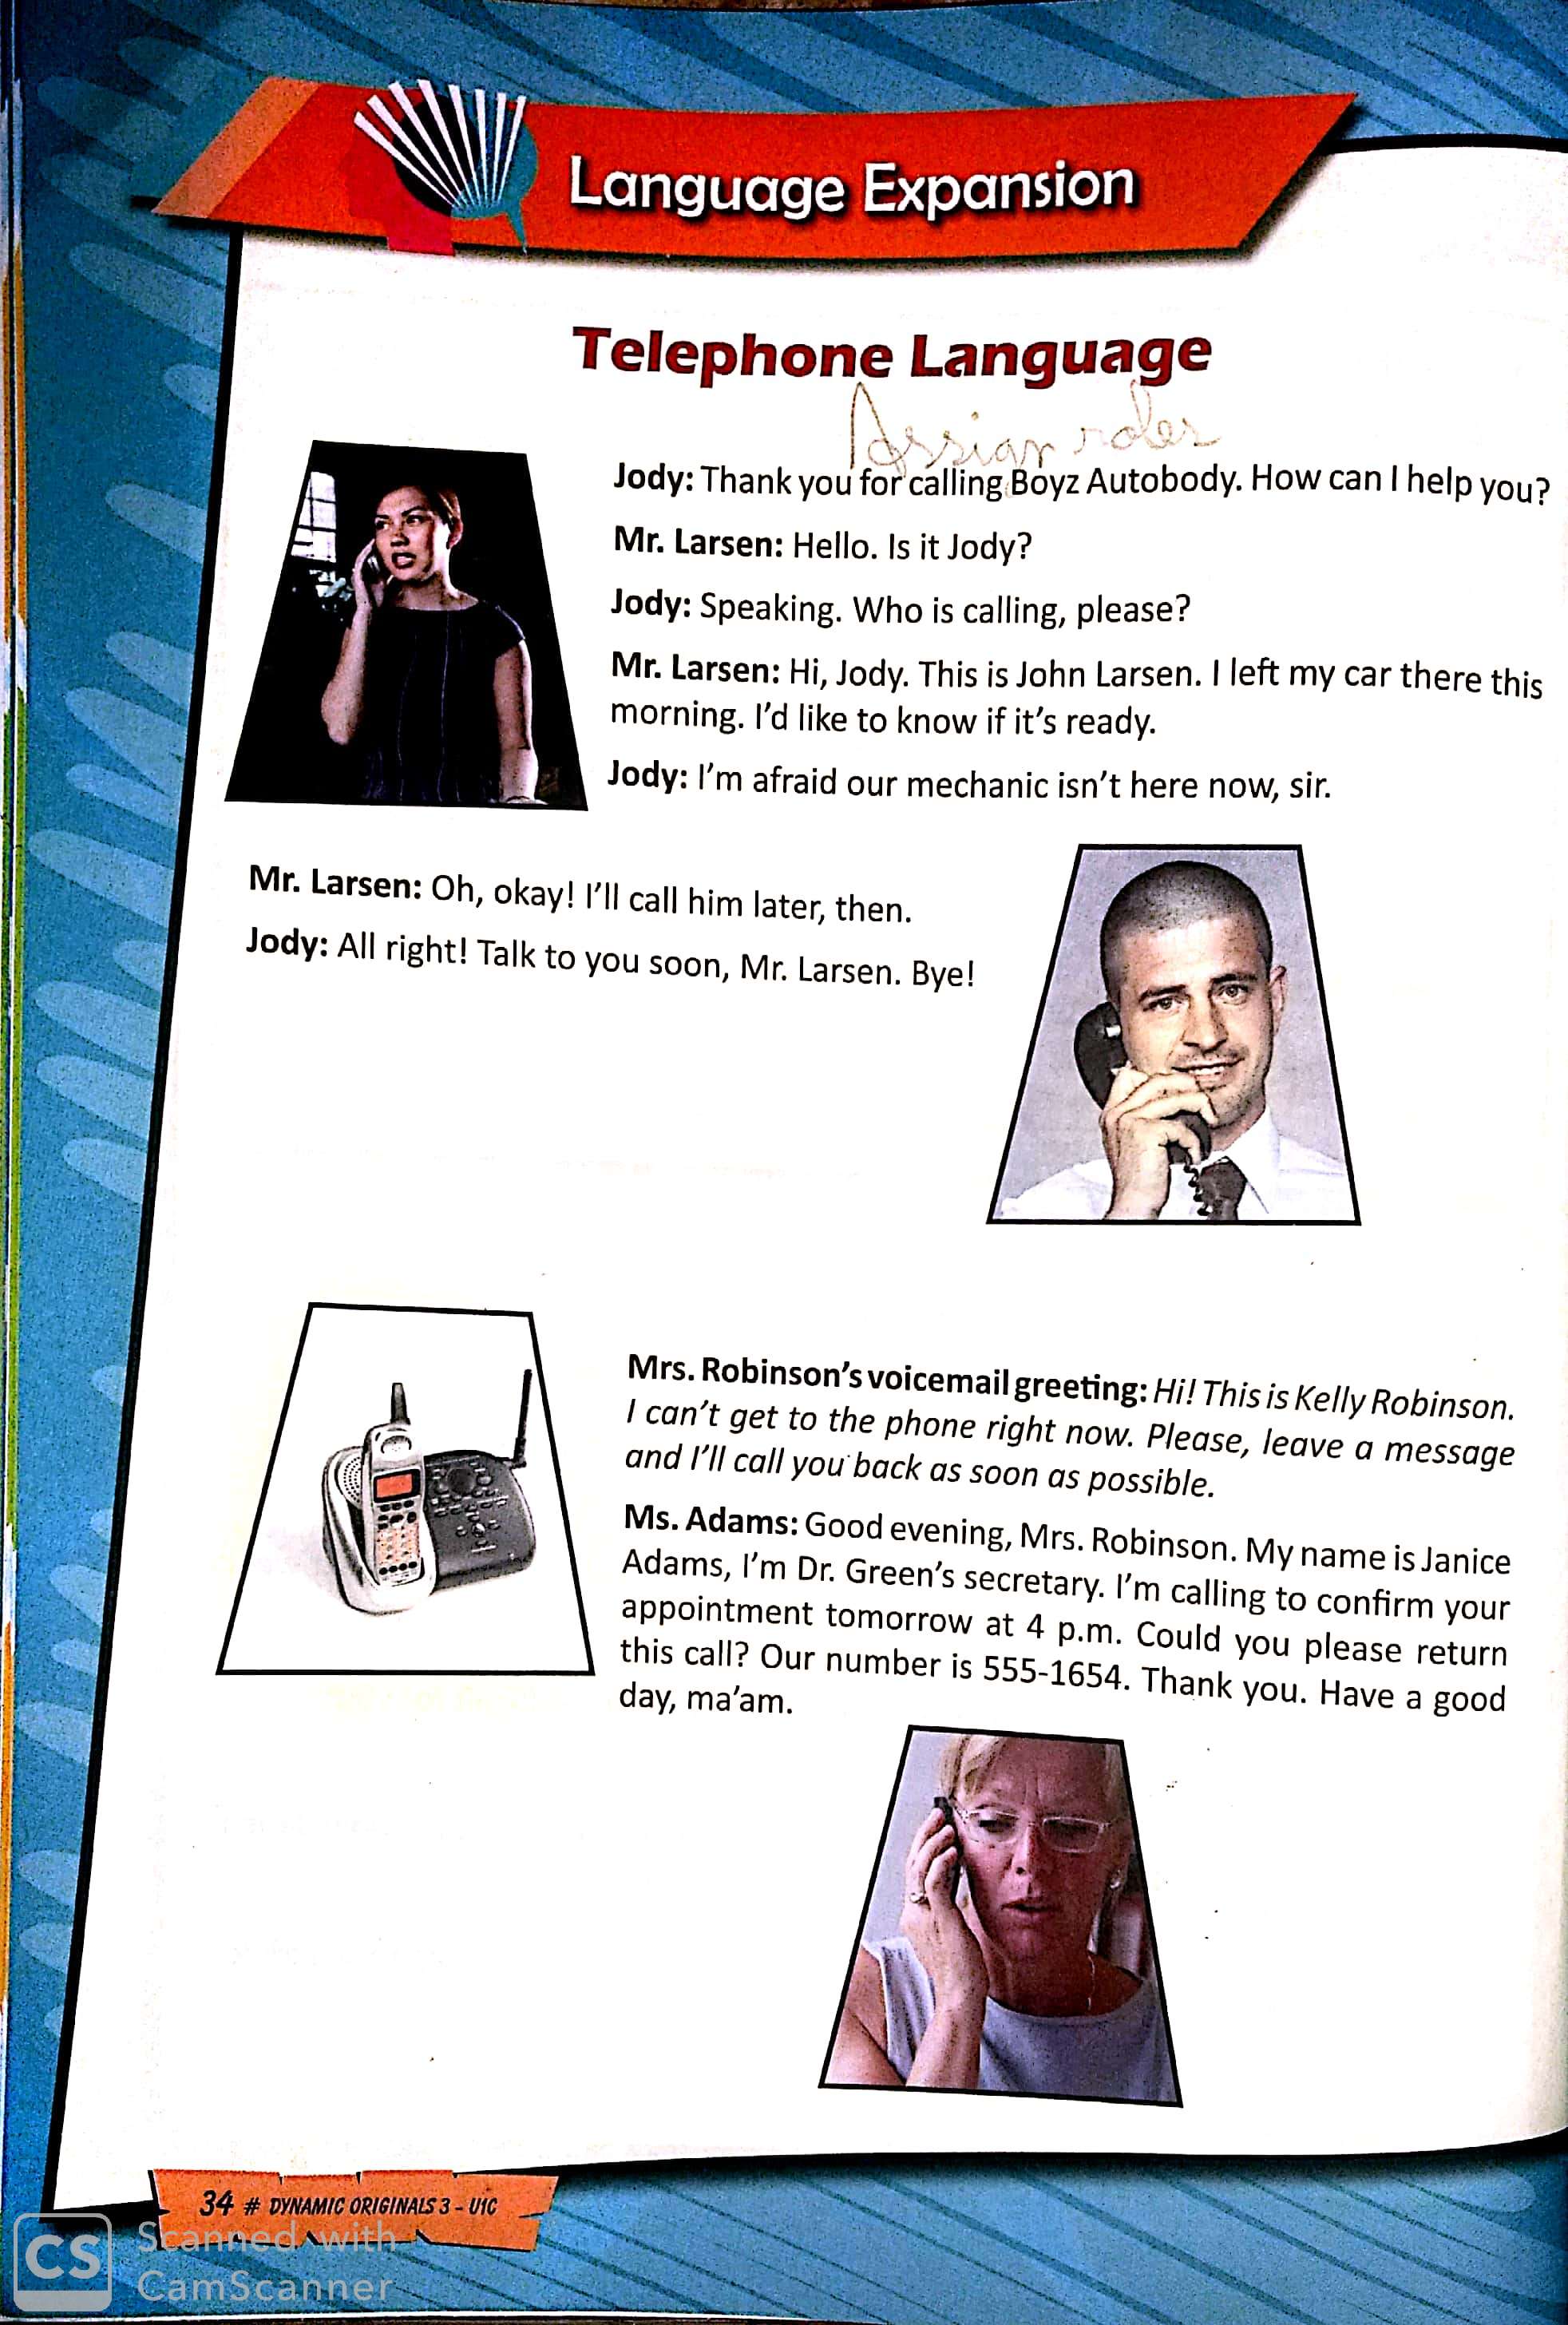 Language Expansion
Telephone Language
Assign roles
Jody: Thank you for calling Boyz Autobody. How can I help you?
Mr. Larsen: Hello. Is it Jody?
Jody: Speaking. Who is calling, please?
Mr. Larsen: Hi, Jody. This is John Larsen. I left my car there this
morning. I'd like to know if it's ready.
Jody: I'm afraid our mechanic isn't here now, sir.
Mr. Larsen: Oh, okay! I'll call him later, then.
Jody: All right! Talk to you soon, Mr. Larsen. Bye!
Mrs. Robinson's voicemail greeting: Hi! This is Kelly Robinson.
I can't get to the phone right now. Please, leave a message
and I'll call you back as soon as possible.
Ms. Adams: Good evening, Mrs. Robinson. My name is Janice
Adams, I'm Dr. Green's secretary. I'm calling to confirm your
appointment tomorrow at 4 p.m. Could you please return
this call? Our number is 555-1654. Thank you. Have a good
day, ma'am.
34 # DYNAMIC ORIGINALS 3 - U1C
CS Scanned with
CamScanner